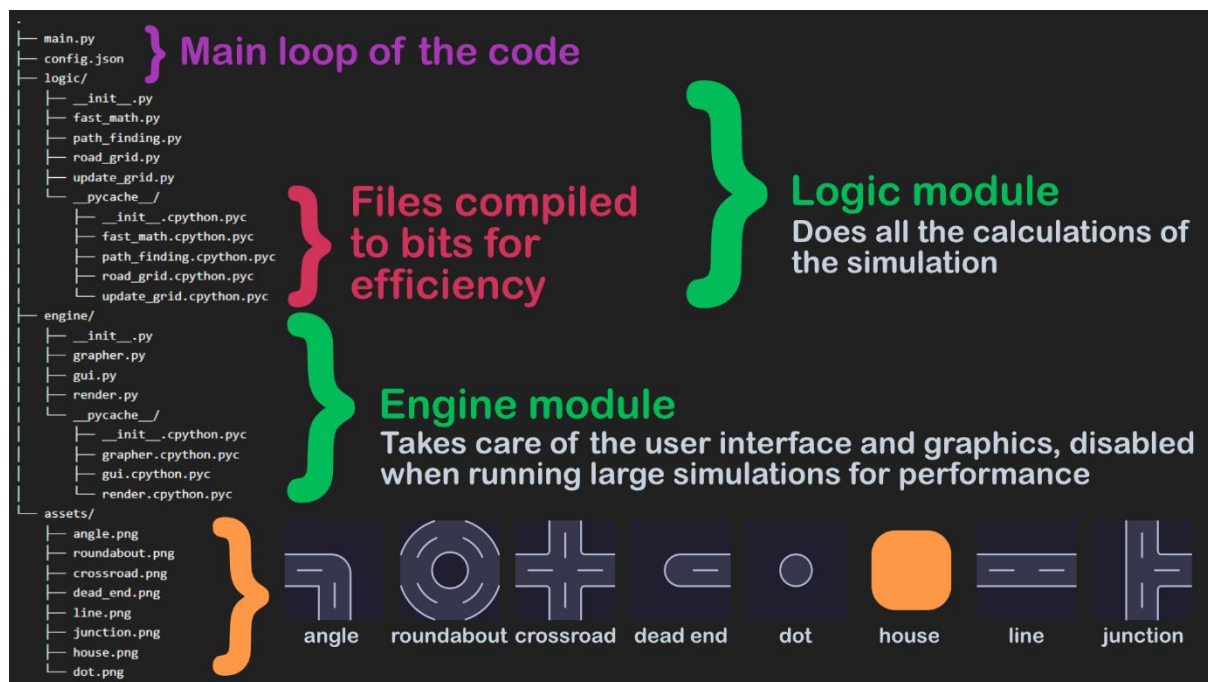 .
├── main.py
├── config.json
├── logic/
│   ├── __init__.py
│   ├── fast_math.py
│   ├── path_finding.py
│   ├── road_grid.py
│   ├── update_grid.py
│   └── __pycache__/
│       ├── __init__.cpython.pyc
│       ├── fast_math.cpython.pyc
│       ├── path_finding.cpython.pyc
│       ├── road_grid.cpython.pyc
│       └── update_grid.cpython.pyc
├── engine/
│   ├── __init__.py
│   ├── grapher.py
│   ├── gui.py
│   ├── render.py
│   └── __pycache__/
│       ├── __init__.cpython.pyc
│       ├── grapher.cpython.pyc
│       ├── gui.cpython.pyc
│       └── render.cpython.pyc
└── assets/
    ├── angle.png
    ├── roundabout.png
    ├── crossroad.png
    ├── dead_end.png
    ├── line.png
    ├── junction.png
    ├── house.png
    └── dot.png
} Main loop of the code
} Files compiled
to bits for
efficiency
} Logic module
Does all the calculations of
the simulation
} Engine module
Takes care of the user interface and graphics, disabled
when running large simulations for performance
}
angle roundabout crossroad dead end dot house line junction